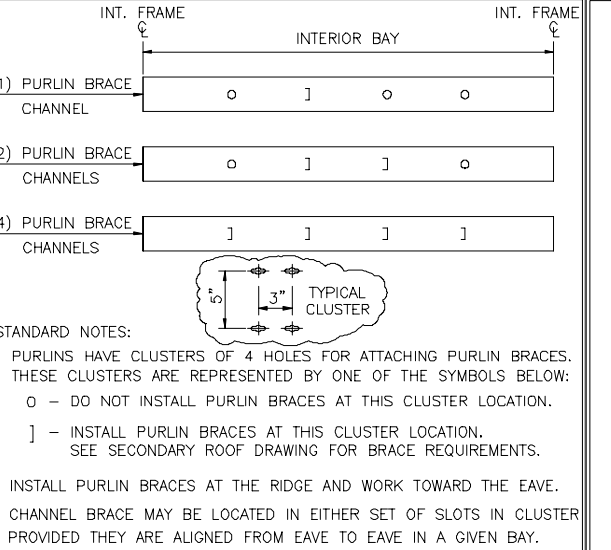 INT. FRAME INT. FRAME
℄ ℄
INTERIOR BAY
1) PURLIN BRACE
CHANNEL
O ] O O
2) PURLIN BRACE
CHANNELS
O ] ] O
4) PURLIN BRACE
CHANNELS
] ] ] ]
5" 3" TYPICAL
CLUSTER
STANDARD NOTES:
PURLINS HAVE CLUSTERS OF 4 HOLES FOR ATTACHING PURLIN BRACES.
THESE CLUSTERS ARE REPRESENTED BY ONE OF THE SYMBOLS BELOW:
O – DO NOT INSTALL PURLIN BRACES AT THIS CLUSTER LOCATION.
] – INSTALL PURLIN BRACES AT THIS CLUSTER LOCATION.
SEE SECONDARY ROOF DRAWING FOR BRACE REQUIREMENTS.
INSTALL PURLIN BRACES AT THE RIDGE AND WORK TOWARD THE EAVE.
CHANNEL BRACE MAY BE LOCATED IN EITHER SET OF SLOTS IN CLUSTER
PROVIDED THEY ARE ALIGNED FROM EAVE TO EAVE IN A GIVEN BAY.